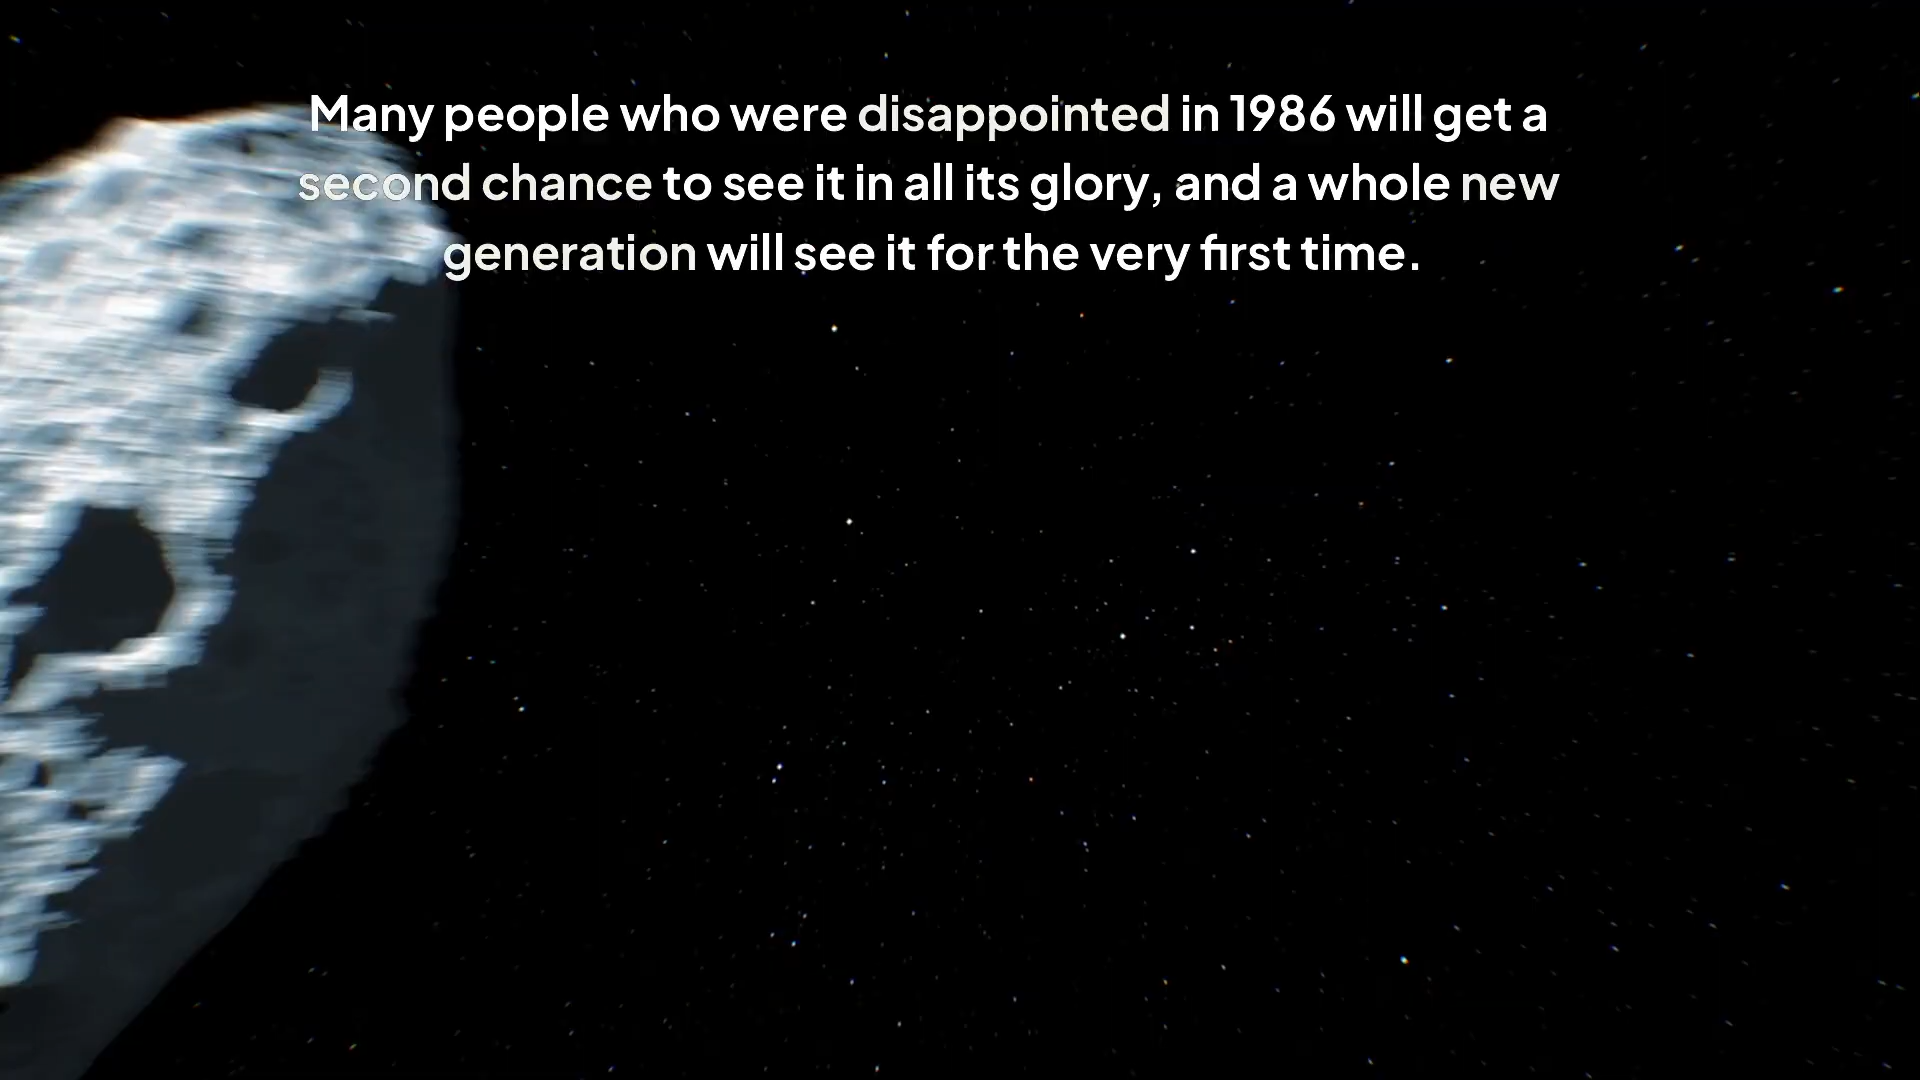 Many people who were disappointed in 1986 will get a
second chance to see it in all its glory, and a whole new
generation will see it for the very first time.